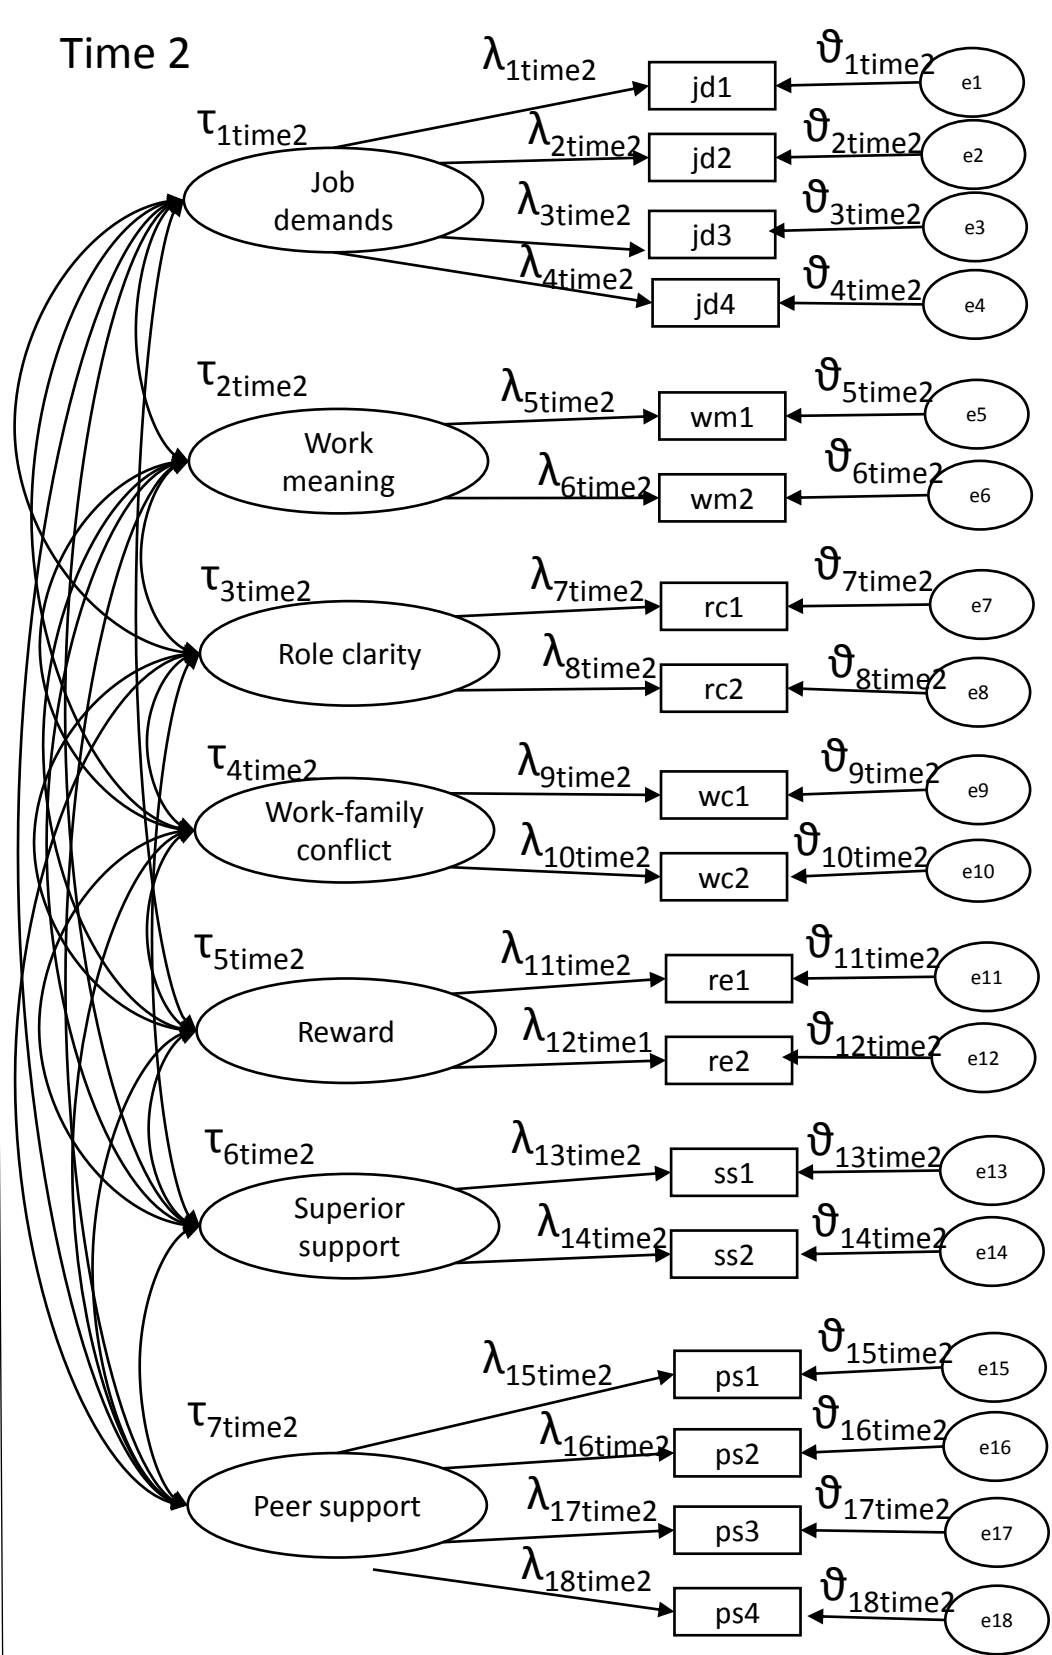 Time 2
λ1time2
jd1
ϑ1time2
e1
τ1time2
λ2time2
jd2
ϑ2time2
e2
Job
demands
λ3time2
jd3
ϑ3time2
e3
λ4time2
jd4
ϑ4time2
e4
τ2time2
λ5time2
wm1
ϑ5time2
e5
Work
meaning
λ6time2
wm2
ϑ6time2
e6
τ3time2
λ7time2
rc1
ϑ7time2
e7
Role clarity
λ8time2
rc2
ϑ8time2
e8
τ4time2
λ9time2
wc1
ϑ9time2
e9
Work-family
conflict
λ10time2
wc2
ϑ10time2
e10
τ5time2
λ11time2
re1
ϑ11time2
e11
Reward
λ12time1
re2
ϑ12time2
e12
τ6time2
λ13time2
ss1
ϑ13time2
e13
Superior
support
λ14time2
ss2
ϑ14time2
e14
λ15time2
ps1
ϑ15time2
e15
τ7time2
λ16time2
ps2
ϑ16time2
e16
Peer support
λ17time2
ps3
ϑ17time2
e17
λ18time2
ps4
ϑ18time2
e18